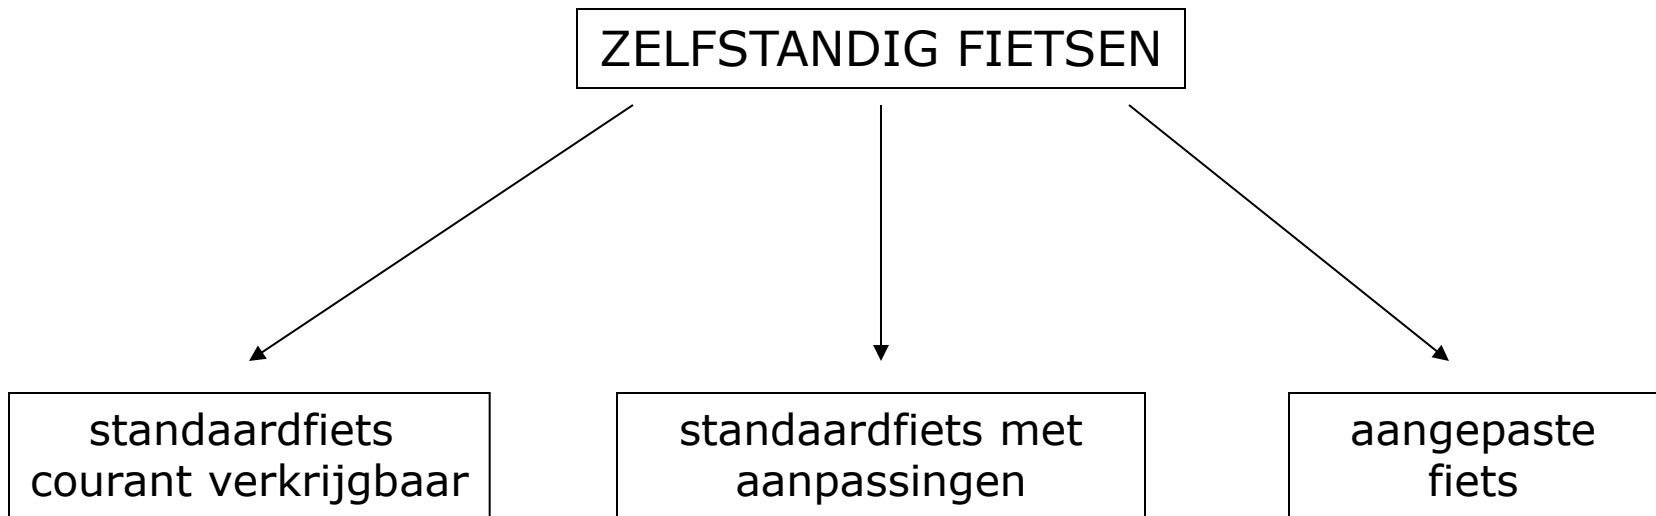 ZELFSTANDIG FIETSEN
standaardfiets
courant verkrijgbaar
standaardfiets met
aanpassingen
aangepaste
fiets